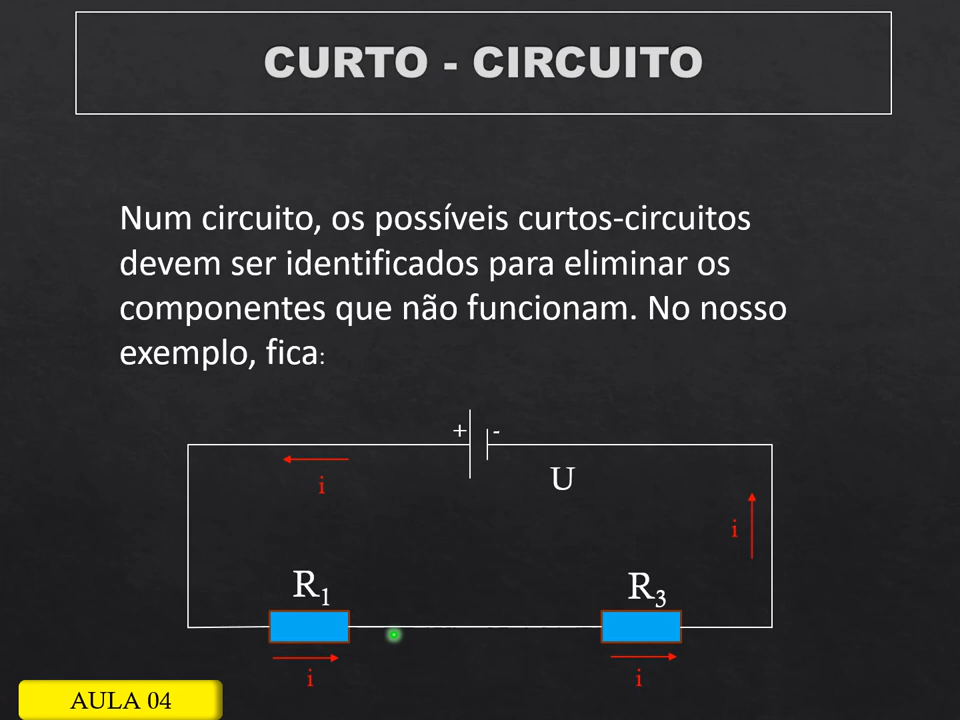 CURTO - CIRCUITO
Num circuito, os possíveis curtos-circuitos
devem ser identificados para eliminar os
componentes que não funcionam. No nosso
exemplo, fica:
+ -
i
U
i
R₁
R₃
i
i
AULA 04